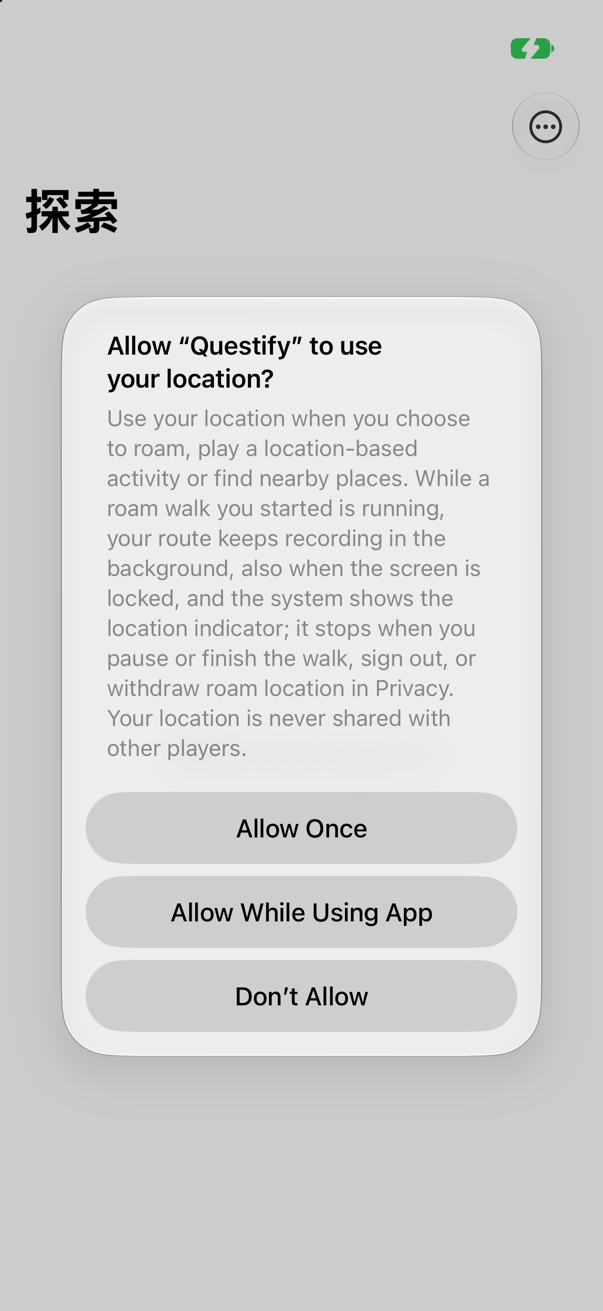 探索
Allow “Questify” to use
your location?
Use your location when you choose
to roam, play a location-based
activity or find nearby places. While a
roam walk you started is running,
your route keeps recording in the
background, also when the screen is
locked, and the system shows the
location indicator; it stops when you
pause or finish the walk, sign out, or
withdraw roam location in Privacy.
Your location is never shared with
other players.
Allow Once
Allow While Using App
Don’t Allow